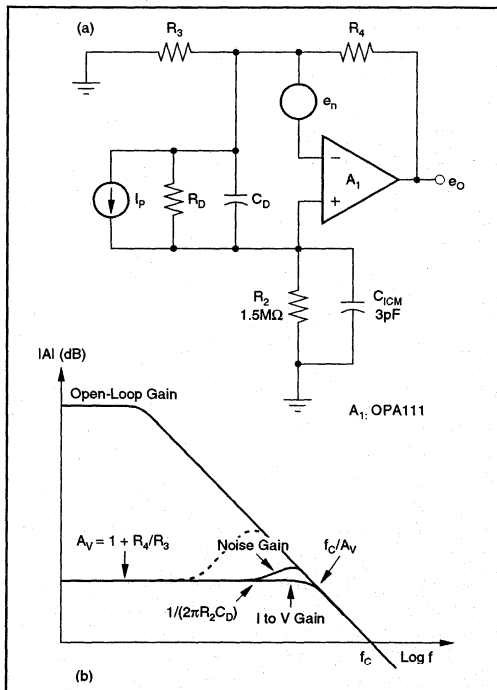 (a)
R3
R4
en
IP
RD
CD
−
A1
+
eO
R2
1.5MΩ
CICM
3pF
A1: OPA111
|A| (dB)
Open-Loop Gain
AV = 1 + R4/R3
Noise Gain
fC/AV
1/(2πR2CD)
I to V Gain
fC
Log f
(b)